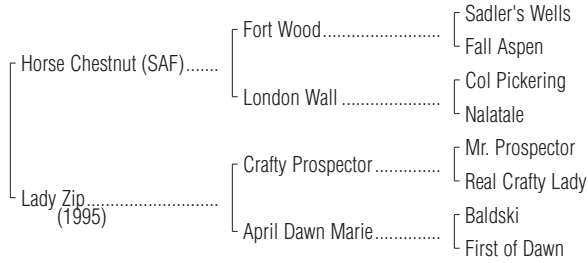 Sadler's Wells
Fort Wood
Fall Aspen
Horse Chestnut (SAF)
Col Pickering
London Wall
Nalatale
Mr. Prospector
Crafty Prospector
Real Crafty Lady
Lady Zip
(1995)
Baldski
April Dawn Marie
First of Dawn